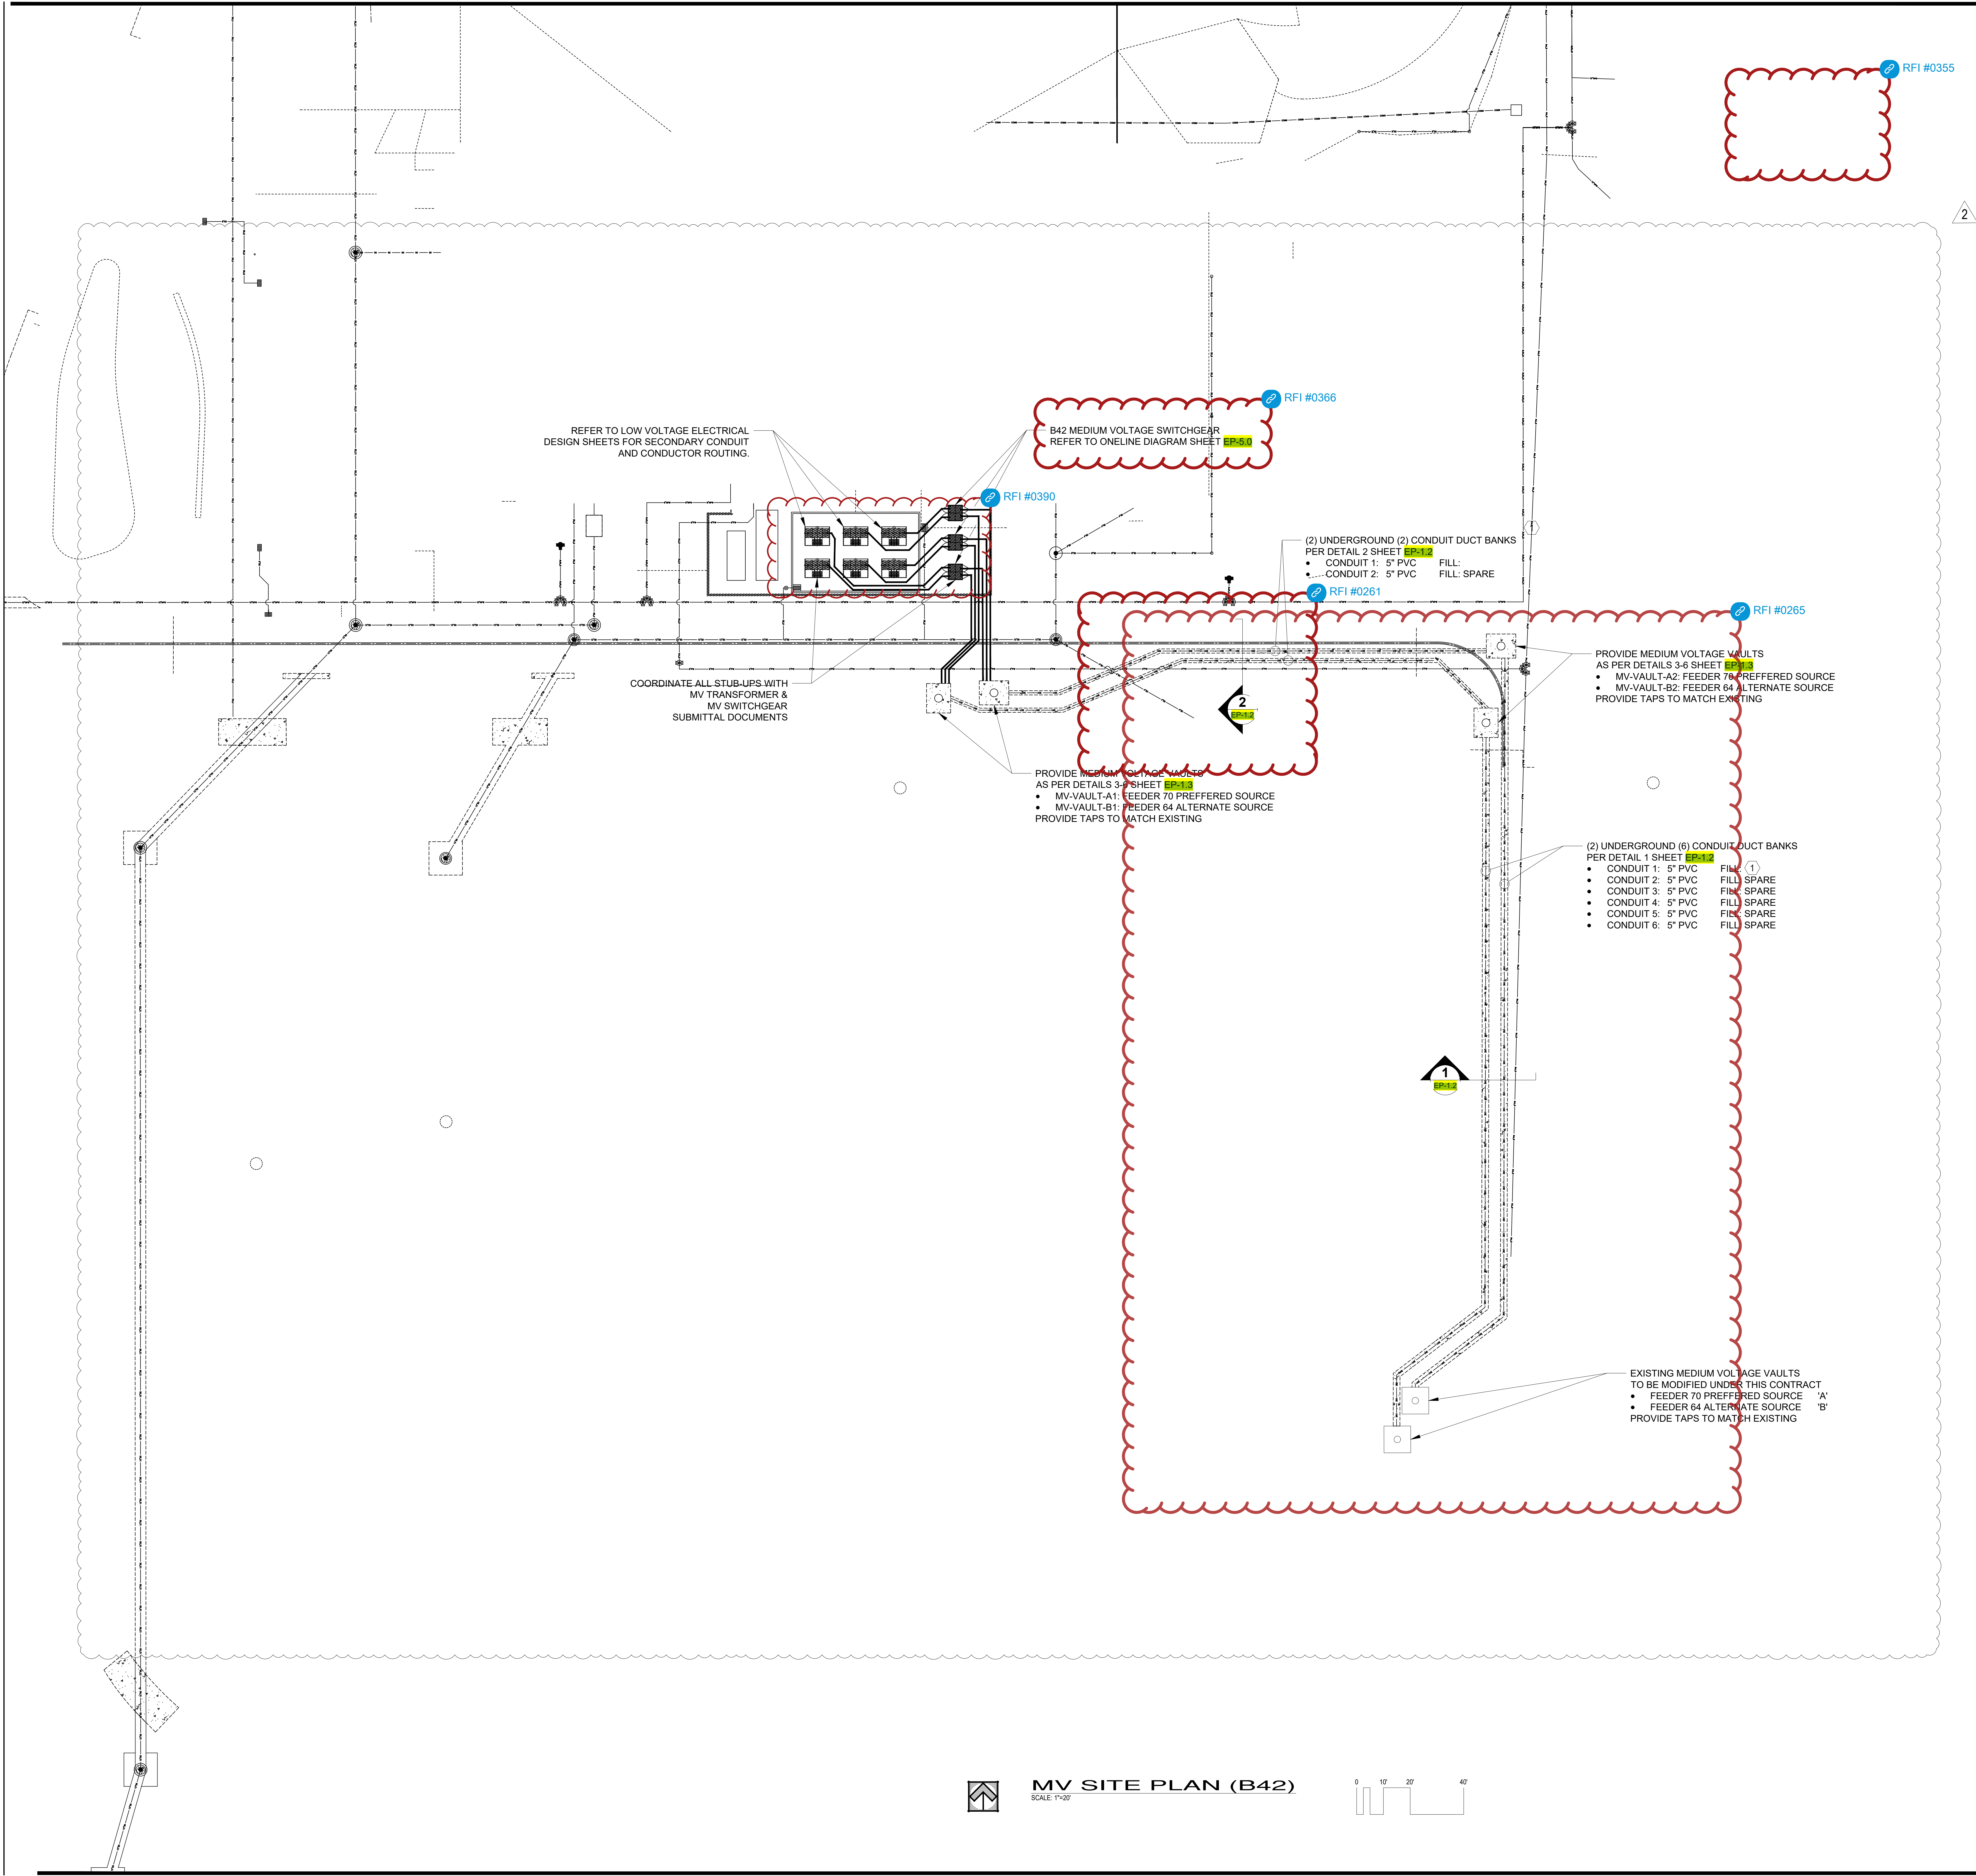 RFI #0355
2
RFI #0366
REFER TO LOW VOLTAGE ELECTRICAL
DESIGN SHEETS FOR SECONDARY CONDUIT
AND CONDUCTOR ROUTING.
B42 MEDIUM VOLTAGE SWITCHGEAR
REFER TO ONELINE DIAGRAM SHEET EP-5.0
RFI #0390
1
(2) UNDERGROUND (2) CONDUIT DUCT BANKS
PER DETAIL 2 SHEET EP-1.2
• CONDUIT 1: 5" PVC FILL:
• CONDUIT 2: 5" PVC FILL: SPARE
RFI #0261
RFI #0265
PROVIDE MEDIUM VOLTAGE VAULTS
AS PER DETAILS 3-6 SHEET EP-1.3
• MV-VAULT-A2: FEEDER 70 PREFFERED SOURCE
• MV-VAULT-B2: FEEDER 64 ALTERNATE SOURCE
PROVIDE TAPS TO MATCH EXISTING
COORDINATE ALL STUB-UPS WITH
MV TRANSFORMER &
MV SWITCHGEAR
SUBMITTAL DOCUMENTS
2
EP-1.2
PROVIDE MEDIUM VOLTAGE VAULTS
AS PER DETAILS 3-6 SHEET EP-1.3
• MV-VAULT-A1: FEEDER 70 PREFFERED SOURCE
• MV-VAULT-B1: FEEDER 64 ALTERNATE SOURCE
PROVIDE TAPS TO MATCH EXISTING
(2) UNDERGROUND (6) CONDUIT DUCT BANKS
PER DETAIL 1 SHEET EP-1.2
• CONDUIT 1: 5" PVC FILL: 1
• CONDUIT 2: 5" PVC FILL: SPARE
• CONDUIT 3: 5" PVC FILL: SPARE
• CONDUIT 4: 5" PVC FILL: SPARE
• CONDUIT 5: 5" PVC FILL: SPARE
• CONDUIT 6: 5" PVC FILL: SPARE
1
EP-1.2
EXISTING MEDIUM VOLTAGE VAULTS
TO BE MODIFIED UNDER THIS CONTRACT
• FEEDER 70 PREFFERED SOURCE 'A'
• FEEDER 64 ALTERNATE SOURCE 'B'
PROVIDE TAPS TO MATCH EXISTING
MV SITE PLAN (B42)
SCALE: 1"=20'
0 10' 20' 40'